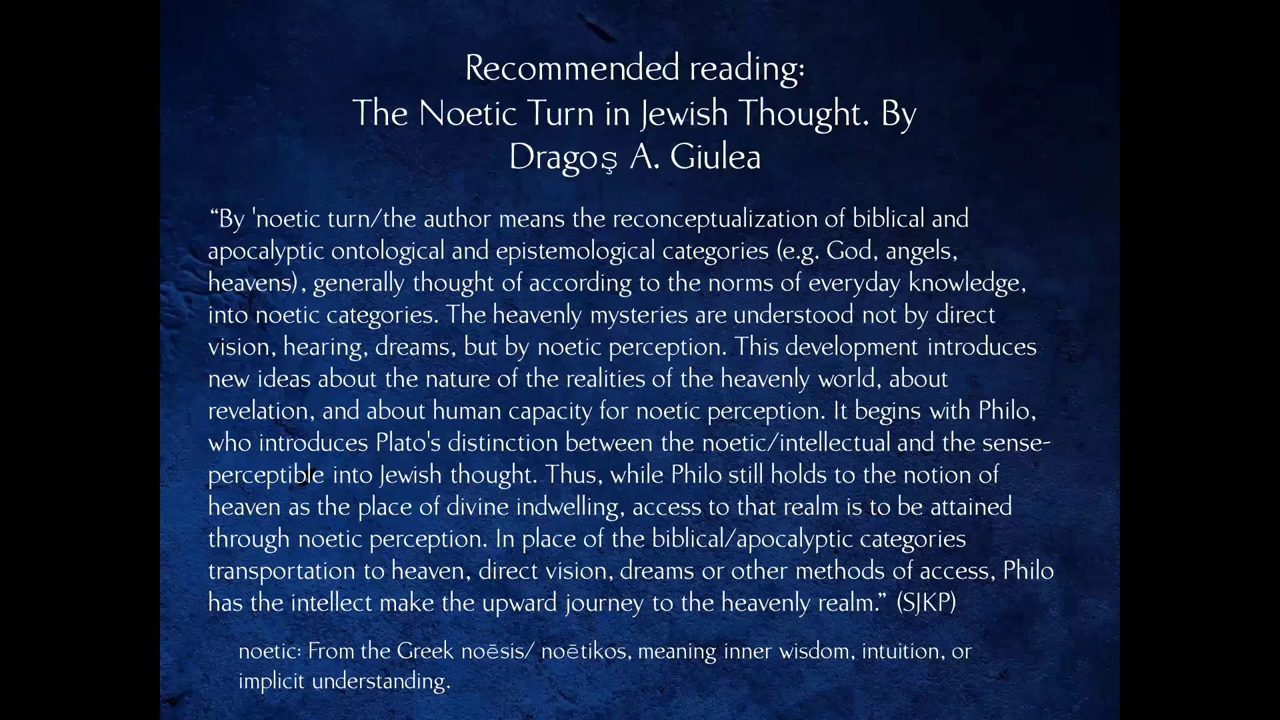 Recommended reading:
The Noetic Turn in Jewish Thought. By
Dragoş A. Giulea
“By 'noetic turn/the author means the reconceptualization of biblical and
apocalyptic ontological and epistemological categories (e.g. God, angels,
heavens), generally thought of according to the norms of everyday knowledge,
into noetic categories. The heavenly mysteries are understood not by direct
vision, hearing, dreams, but by noetic perception. This development introduces
new ideas about the nature of the realities of the heavenly world, about
revelation, and about human capacity for noetic perception. It begins with Philo,
who introduces Plato's distinction between the noetic/intellectual and the sense-
perceptible into Jewish thought. Thus, while Philo still holds to the notion of
heaven as the place of divine indwelling, access to that realm is to be attained
through noetic perception. In place of the biblical/apocalyptic categories
transportation to heaven, direct vision, dreams or other methods of access, Philo
has the intellect make the upward journey to the heavenly realm.” (SJKP)
noetic: From the Greek noēsis/ noētikos, meaning inner wisdom, intuition, or
implicit understanding.